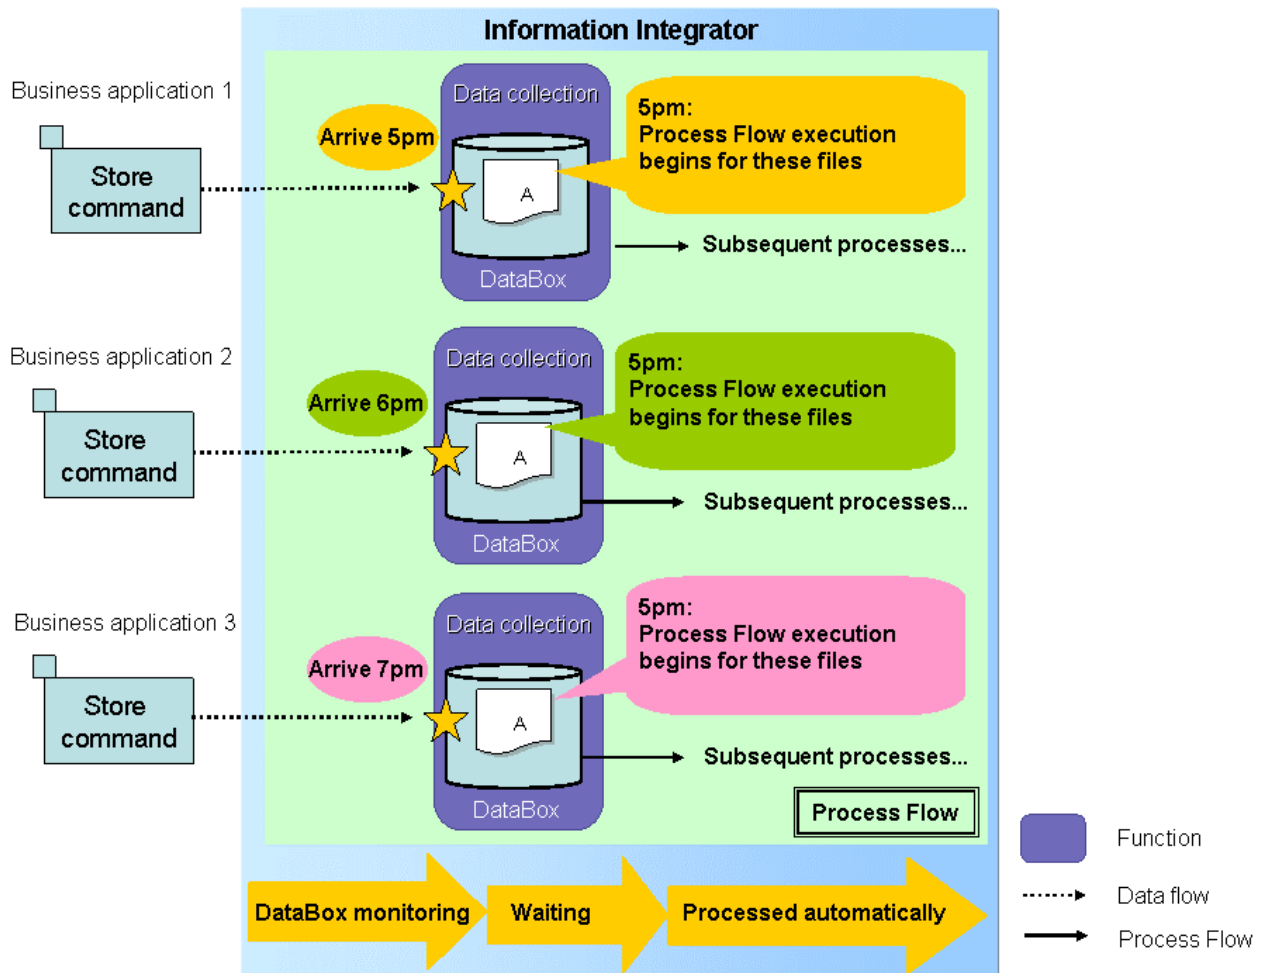 Information Integrator
Business application 1
Store
command
Arrive 5pm
Data collection
A
DataBox
5pm:
Process Flow execution
begins for these files
Subsequent processes...
Business application 2
Store
command
Arrive 6pm
Data collection
A
DataBox
5pm:
Process Flow execution
begins for these files
Subsequent processes...
Business application 3
Store
command
Arrive 7pm
Data collection
A
DataBox
5pm:
Process Flow execution
begins for these files
Subsequent processes...
Process Flow
DataBox monitoring
Waiting
Processed automatically
Function
Data flow
Process Flow